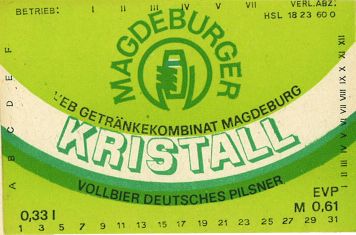 BETRIEB: I II III IV V VERL.ABZ:
HSL 18 23 60 0
MAGDEBURGER
VEB GETRÄNKEKOMBINAT MAGDEBURG
KRISTALL
VOLLBIER DEUTSCHES PILSNER
A B C D E F
I II III IV V VI VII VIII IX X XI XII
0,33 l
EVP
M 0,61
1 3 5 7 9 11 13 15 17 19 21 23 25 27 29 31